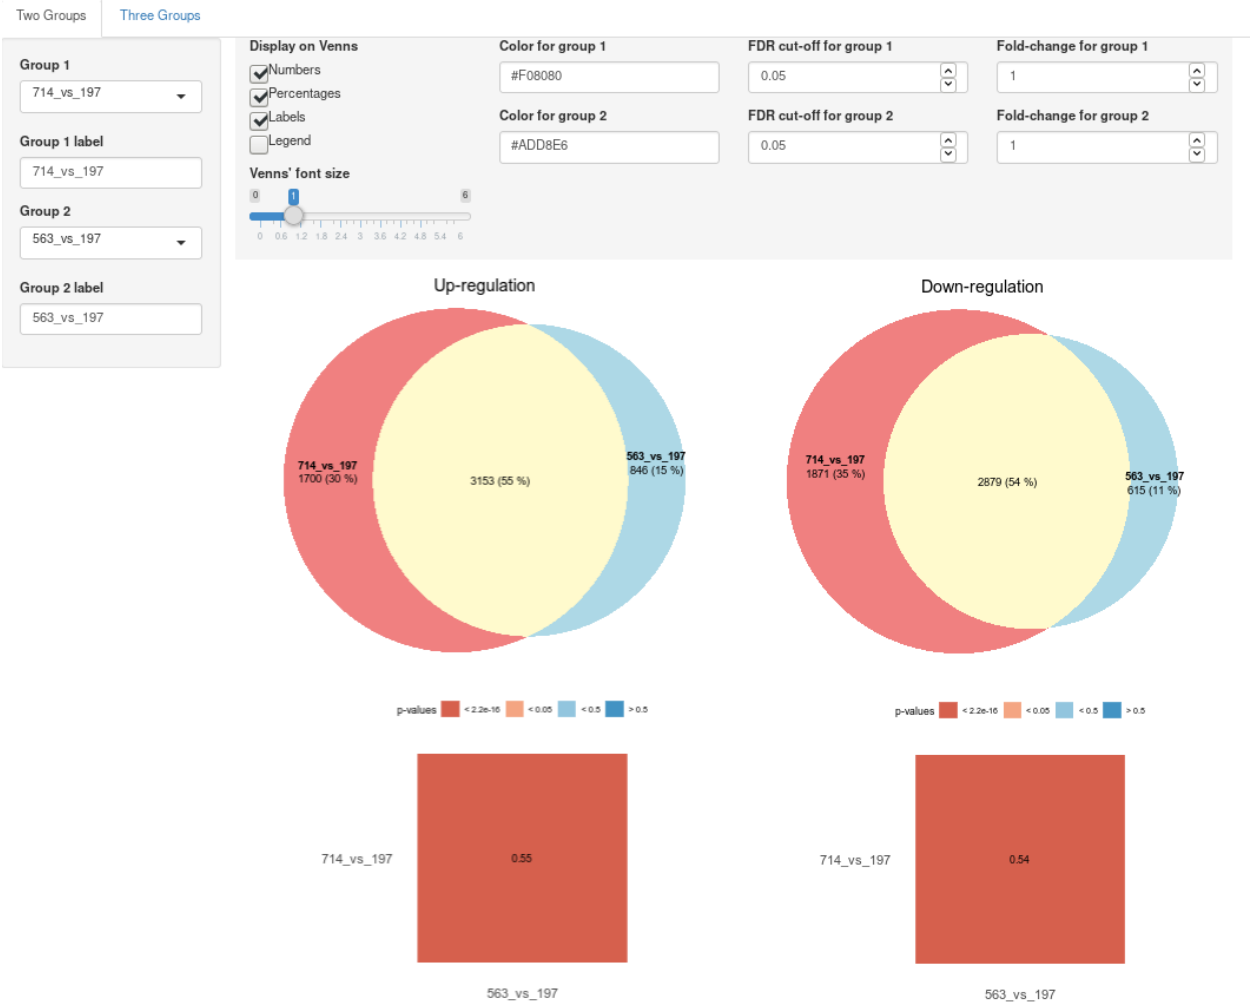 Two Groups
Three Groups
Group 1
714_vs_197
Group 1 label
714_vs_197
Group 2
563_vs_197
Group 2 label
563_vs_197
Display on Venns
Numbers
Percentages
Labels
Legend
Venns' font size
0 1 6
0 0.6 1.2 1.8 2.4 3 3.6 4.2 4.8 5.4 6
Color for group 1
#F08080
Color for group 2
#ADD8E6
FDR cut-off for group 1
0.05
FDR cut-off for group 2
0.05
Fold-change for group 1
1
Fold-change for group 2
1
Up-regulation
714_vs_197
1700 (30 %)
3153 (55 %)
563_vs_197
846 (15 %)
p-values < 2.2e-16 < 0.05 < 0.5 > 0.5
714_vs_197
0.55
563_vs_197
Down-regulation
714_vs_197
1871 (35 %)
2879 (54 %)
563_vs_197
615 (11 %)
p-values < 2.2e-16 < 0.05 < 0.5 > 0.5
714_vs_197
0.54
563_vs_197